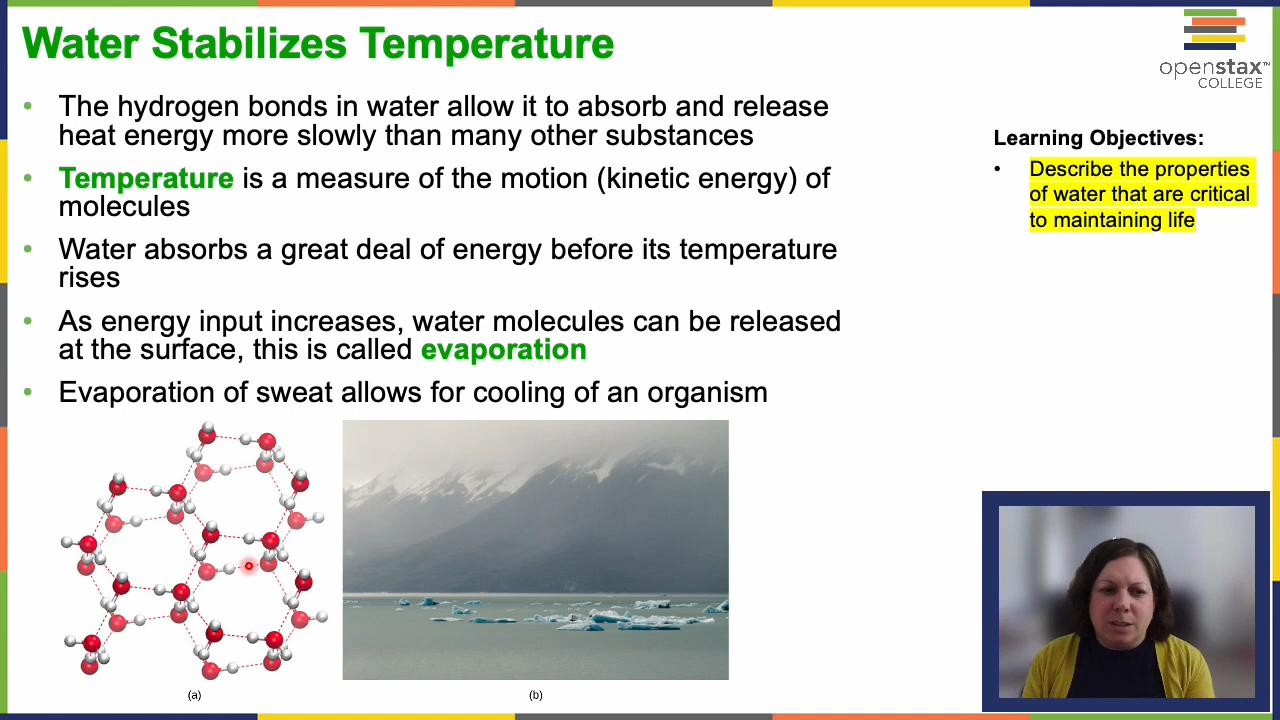 Water Stabilizes Temperature
openstax™
COLLEGE
• The hydrogen bonds in water allow it to absorb and release
heat energy more slowly than many other substances
• Temperature is a measure of the motion (kinetic energy) of
molecules
• Water absorbs a great deal of energy before its temperature
rises
• As energy input increases, water molecules can be released
at the surface, this is called evaporation
• Evaporation of sweat allows for cooling of an organism
Learning Objectives:
• Describe the properties
of water that are critical
to maintaining life
(a)
(b)